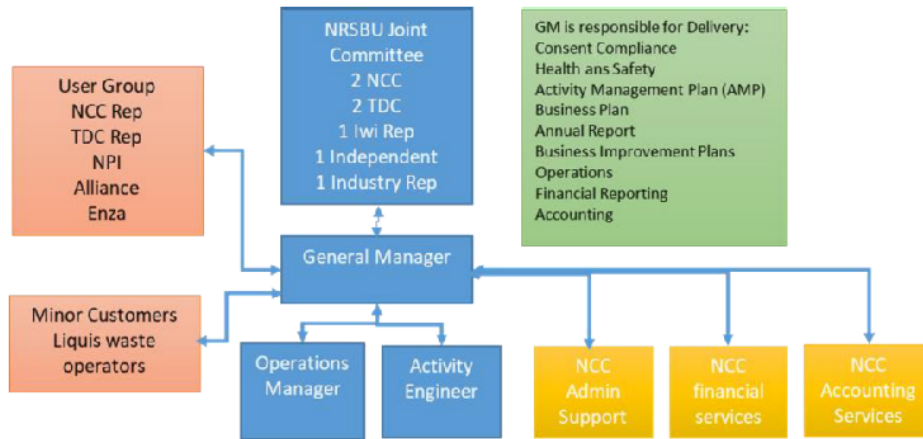 NRSBU Joint
Committee
2 NCC
2 TDC
1 Iwi Rep
1 Independent
1 Industry Rep
GM is responsible for Delivery:
Consent Compliance
Health ans Safety
Activity Management Plan (AMP)
Business Plan
Annual Report
Business Improvement Plans
Operations
Financial Reporting
Accounting
User Group
NCC Rep
TDC Rep
NPI
Alliance
Enza
General Manager
Minor Customers
Liquis waste
operators
Operations
Manager
Activity
Engineer
NCC
Admin
Support
NCC
financial
services
NCC
Accounting
Services